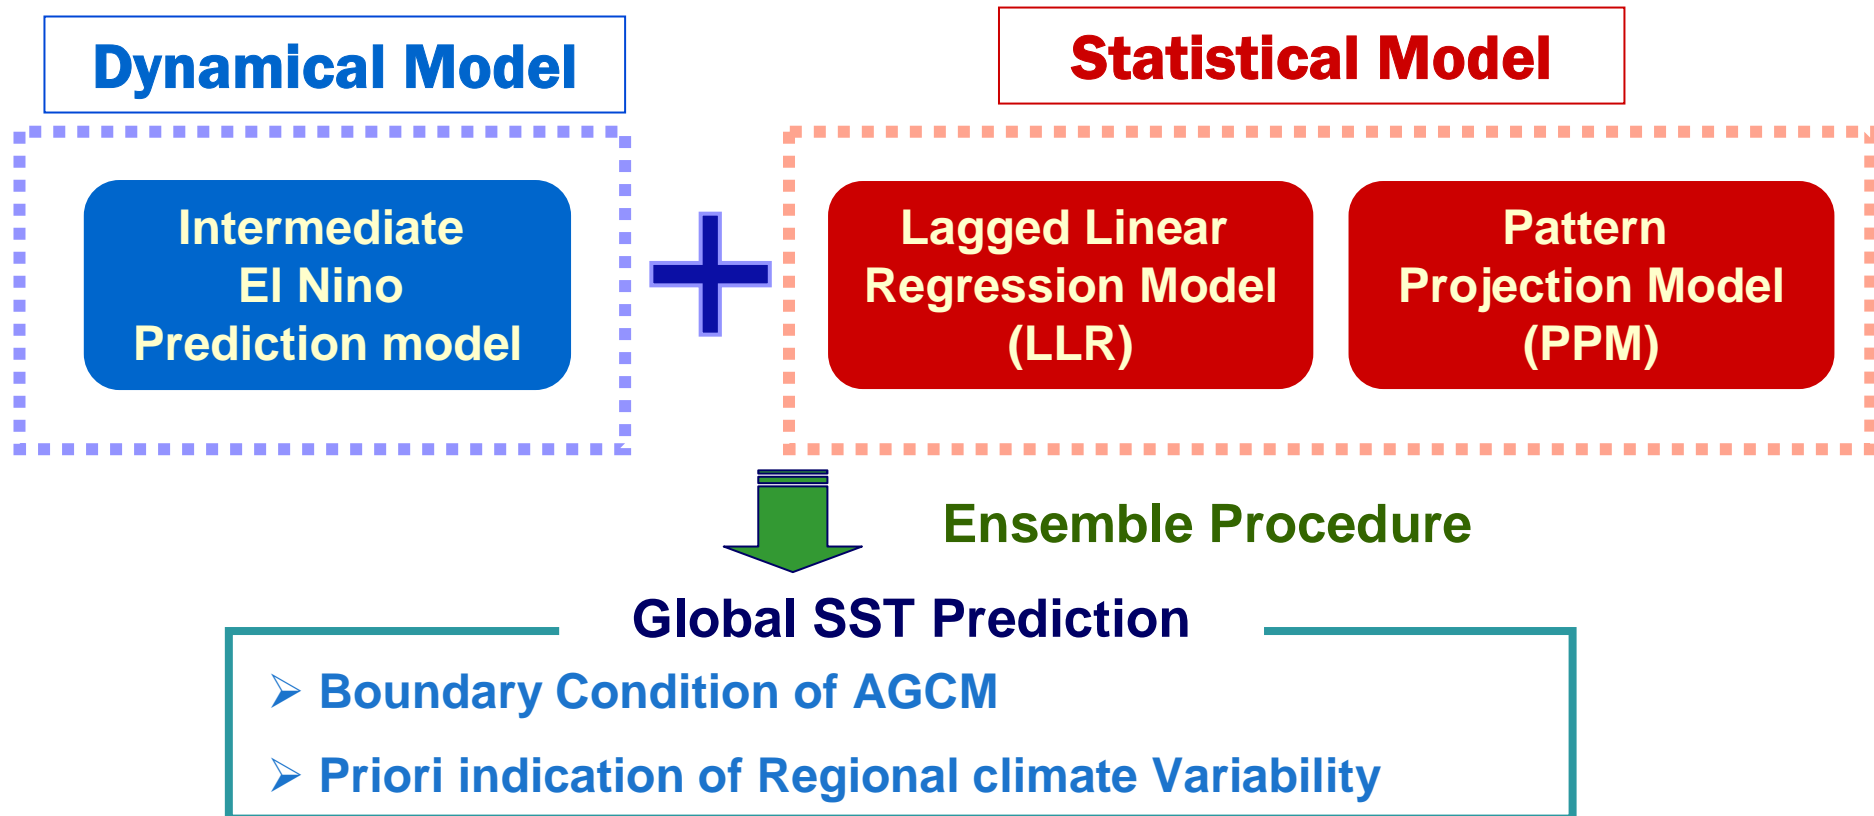 Dynamical Model
Statistical Model
Intermediate
El Nino
Prediction model
Lagged Linear
Regression Model
(LLR)
Pattern
Projection Model
(PPM)
Ensemble Procedure
Global SST Prediction
➢ Boundary Condition of AGCM
➢ Priori indication of Regional climate Variability